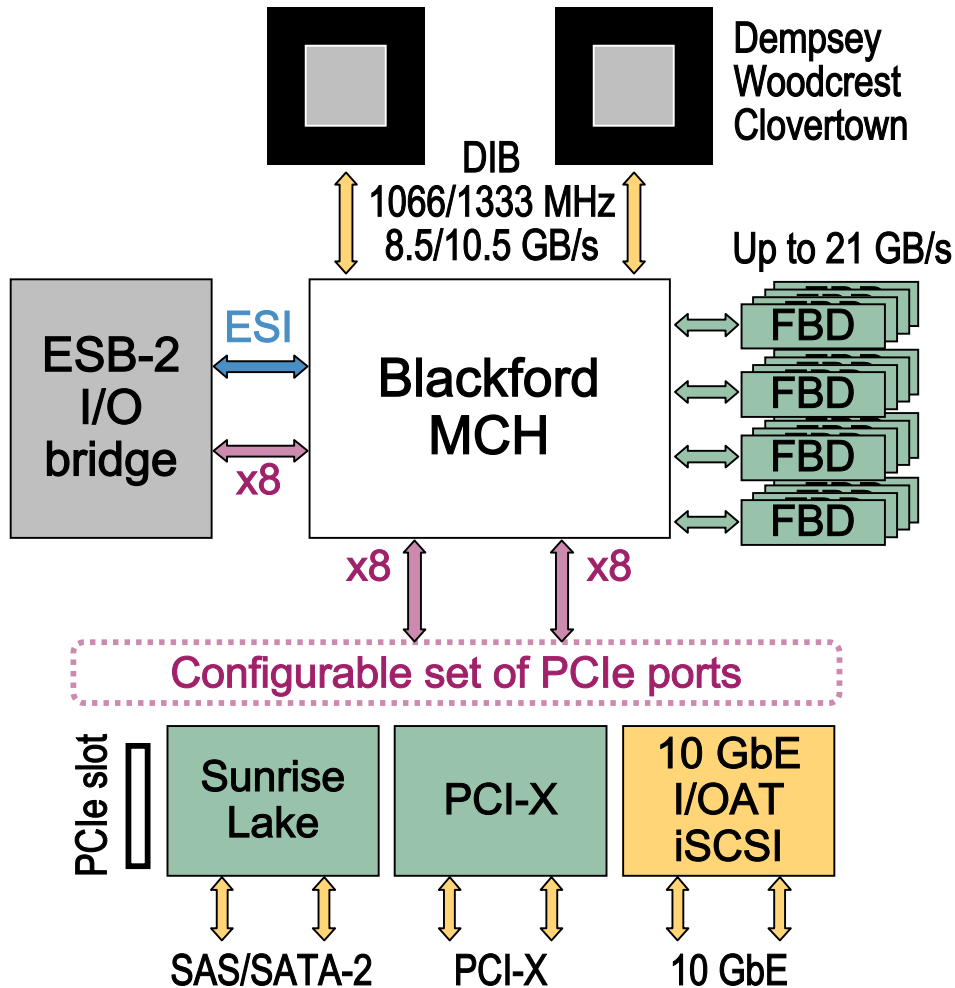 Dempsey
Woodcrest
Clovertown
DIB
1066/1333 MHz
8.5/10.5 GB/s
Up to 21 GB/s
ESB-2
I/O
bridge
ESI
x8
Blackford
MCH
FBD
FBD
FBD
FBD
x8
x8
Configurable set of PCIe ports
PCIe slot
Sunrise
Lake
PCI-X
10 GbE
I/OAT
iSCSI
SAS/SATA-2
PCI-X
10 GbE